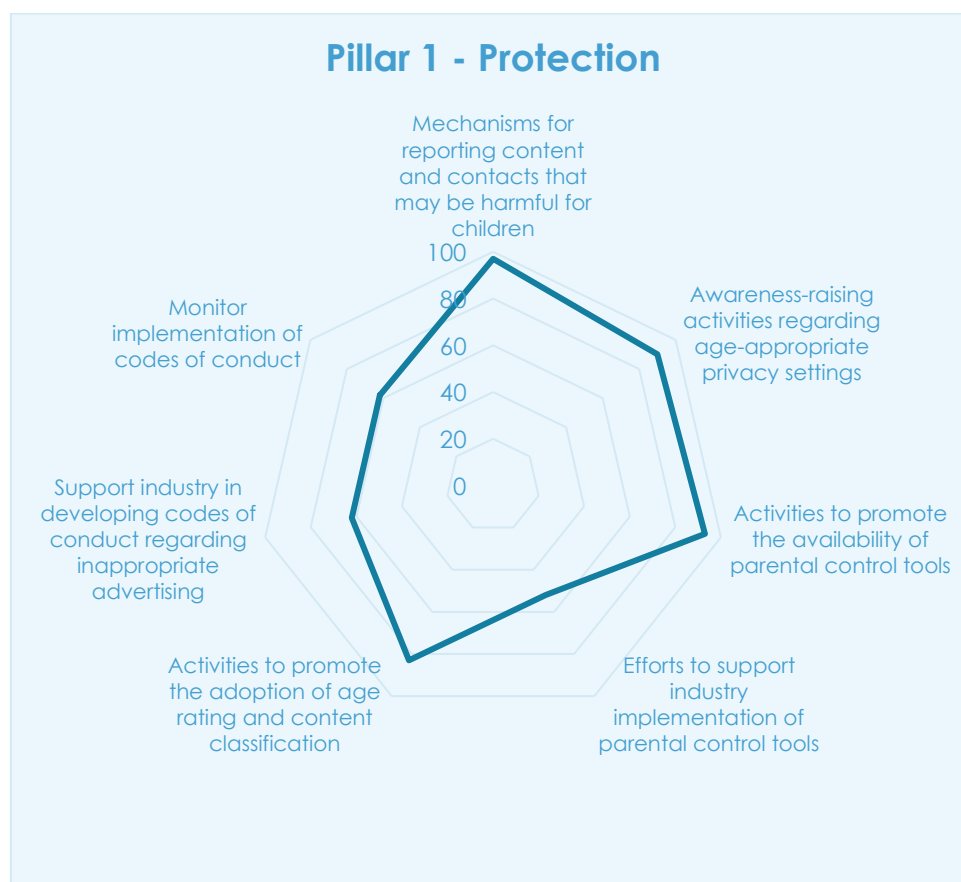 Pillar 1 - Protection
Mechanisms for
reporting content
and contacts that
may be harmful for
children
100
80
60
40
20
0
Awareness-raising
activities regarding
age-appropriate
privacy settings
Activities to promote
the availability of
parental control tools
Efforts to support
industry
implementation of
parental control tools
Activities to promote
the adoption of age
rating and content
classification
Support industry in
developing codes of
conduct regarding
inappropriate
advertising
Monitor
implementation of
codes of conduct